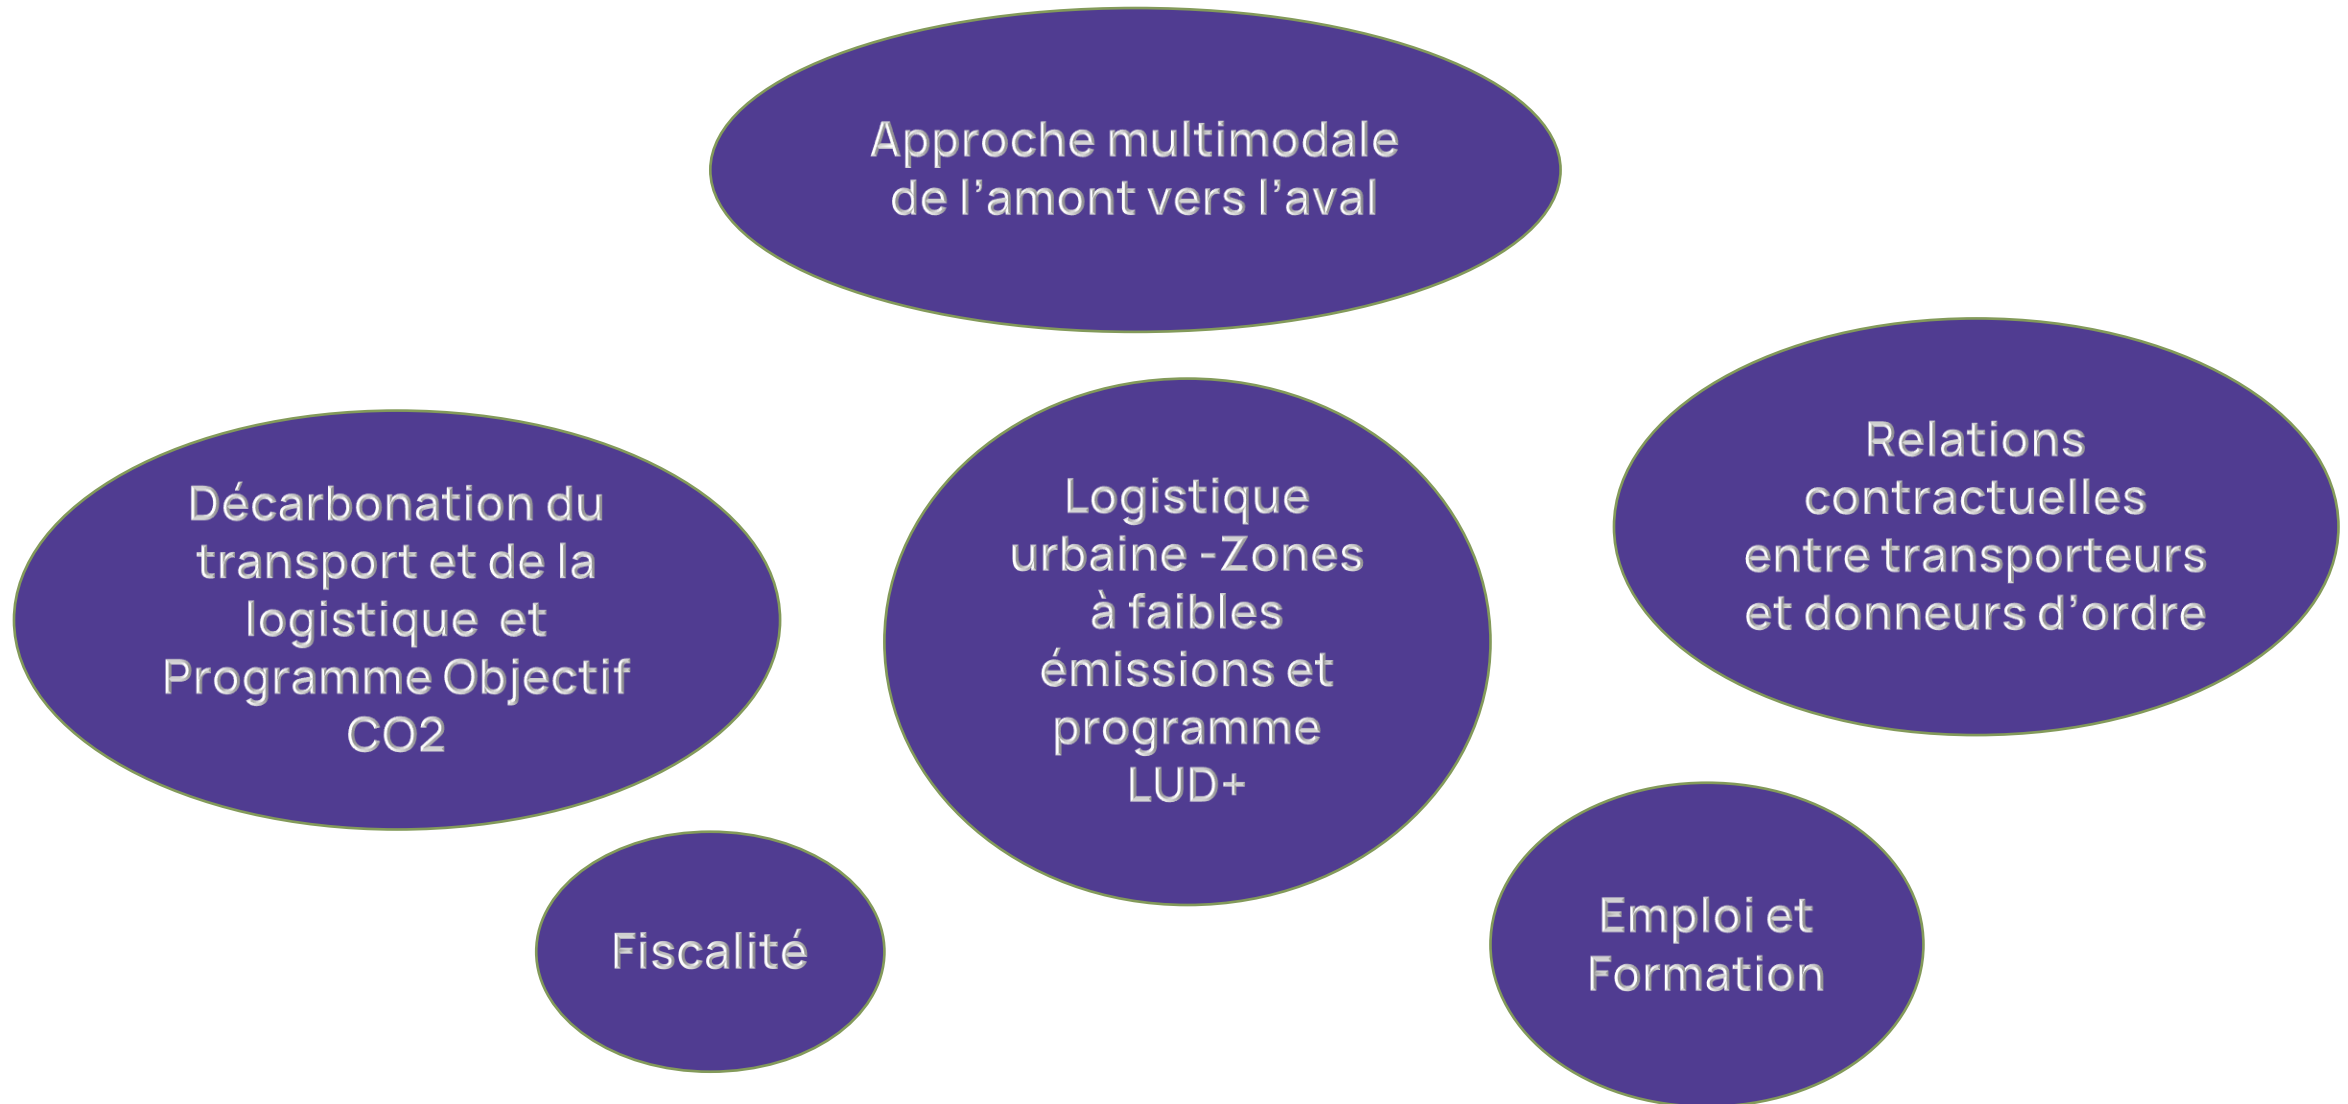 Approche multimodale
de l’amont vers l’aval
Décarbonation du
transport et de la
logistique et
Programme Objectif
CO2
Logistique
urbaine -Zones
à faibles
émissions et
programme
LUD+
Relations
contractuelles
entre transporteurs
et donneurs d’ordre
Fiscalité
Emploi et
Formation